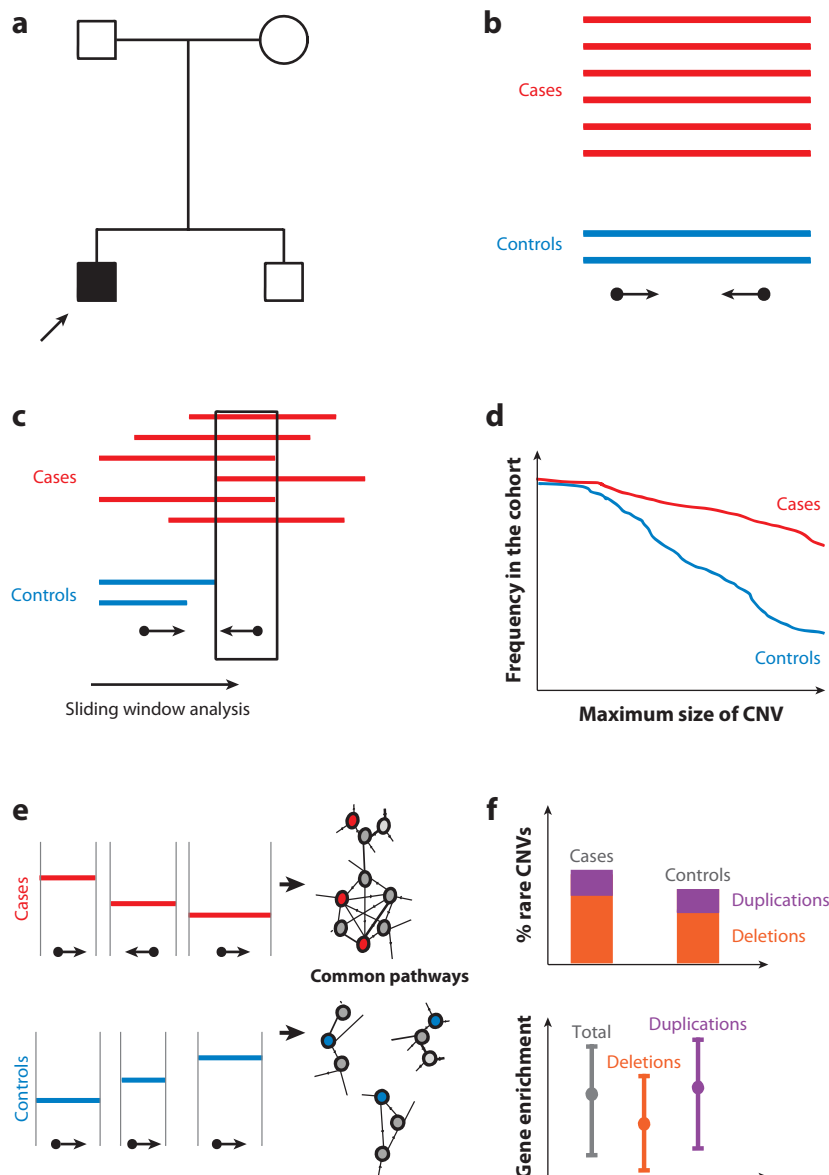 a
b
Cases
Controls
c
Cases
Controls
Sliding window analysis
d
Frequency in the cohort
Cases
Controls
Maximum size of CNV
e
Cases
Common pathways
Controls
f
% rare CNVs
Cases
Controls
Duplications
Deletions
Gene enrichment
Total
Deletions
Duplications